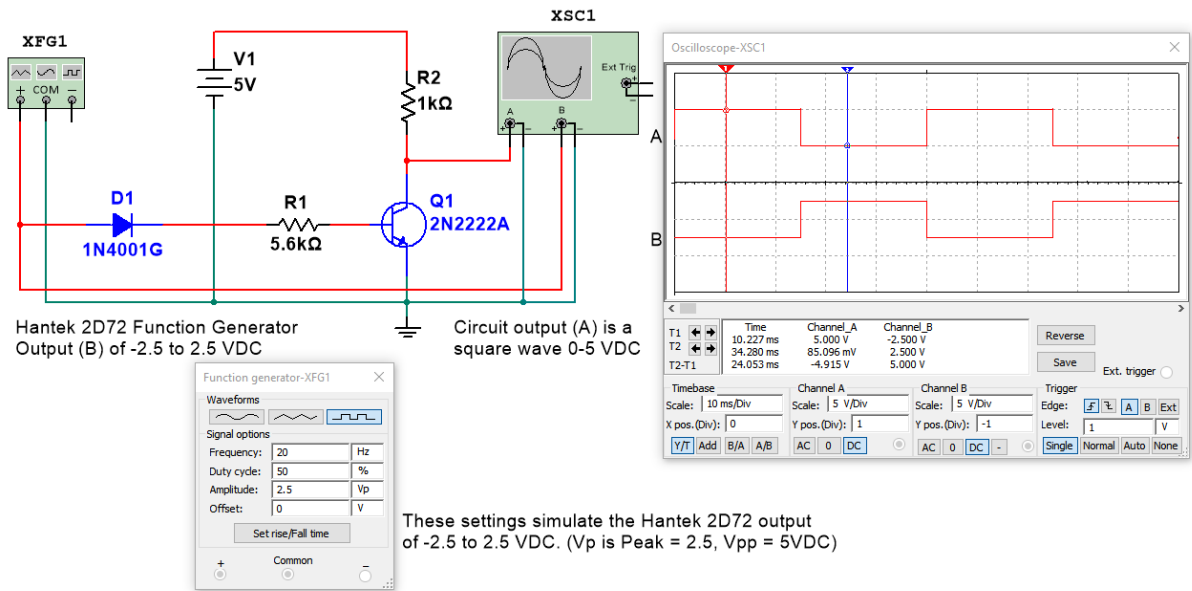 XSC1
XFG1
+ COM −
V1
5V
R2
1kΩ
Ext Trig
+
−
A
B
+ − + −
D1
1N4001G
R1
5.6kΩ
Q1
2N2222A
Hantek 2D72 Function Generator
Output (B) of -2.5 to 2.5 VDC
Circuit output (A) is a
square wave 0-5 VDC
Oscilloscope-XSC1
1 2
A
B
T1
T2
T2-T1
Time Channel_A Channel_B
10.227 ms 5.000 V -2.500 V
34.280 ms 85.096 mV 2.500 V
24.053 ms -4.915 V 5.000 V
Reverse
Save
Ext. trigger
Timebase
Scale: 10 ms/Div
X pos.(Div): 0
Y/T Add B/A A/B
Channel A
Scale: 5 V/Div
Y pos.(Div): 1
AC 0 DC
Channel B
Scale: 5 V/Div
Y pos.(Div): -1
AC 0 DC -
Trigger
Edge: A B Ext
Level: 1 V
Single Normal Auto None
Function generator-XFG1
Waveforms
Signal options
Frequency: 20 Hz
Duty cycle: 50 %
Amplitude: 2.5 Vp
Offset: 0 V
Set rise/Fall time
+ Common −
These settings simulate the Hantek 2D72 output
of -2.5 to 2.5 VDC. (Vp is Peak = 2.5, Vpp = 5VDC)